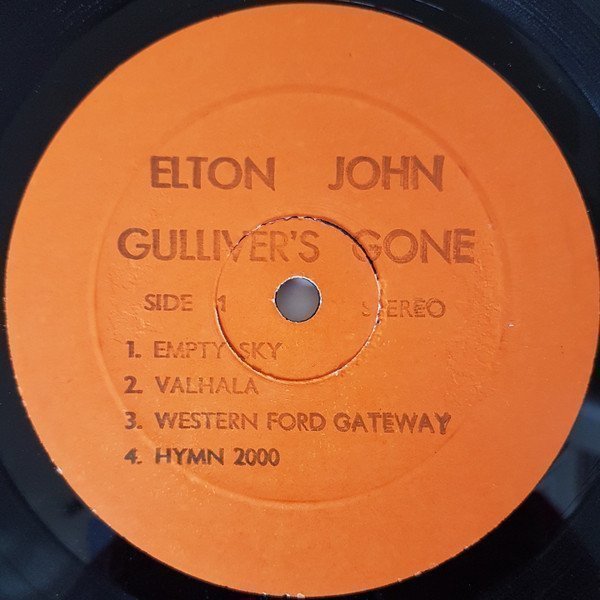 ELTON JOHN
GULLIVER'S GONE
SIDE 1 STEREO
1. EMPTY SKY
2. VALHALA
3. WESTERN FORD GATEWAY
4. HYMN 2000